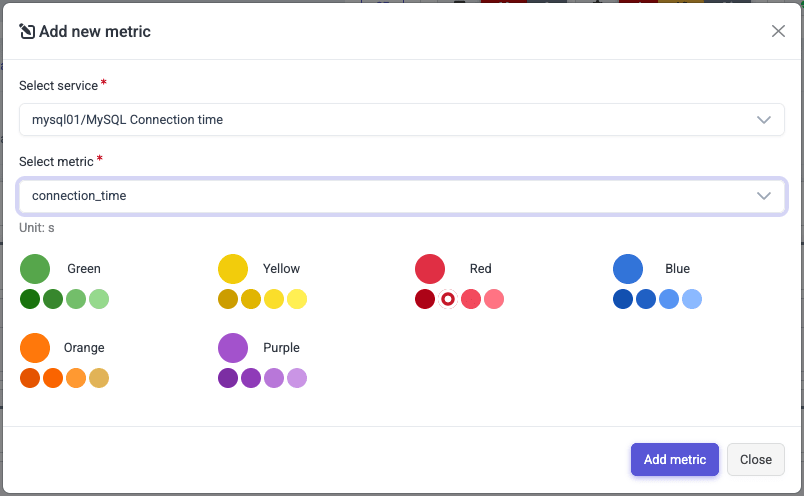 Add new metric
Select service *
mysql01/MySQL Connection time
Select metric *
connection_time
Unit: s
Green Yellow Red Blue
Orange Purple
Add metric Close